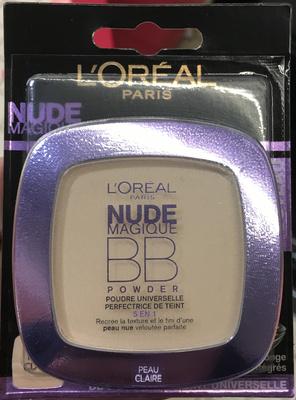 L'ORÉAL
PARIS
NUDE
MAGIQUE
L'ORÉAL
PARIS
NUDE
MAGIQUE
BB
POWDER
POUDRE UNIVERSELLE
PERFECTRICE DE TEINT
5 EN 1
Recrée la texture et le fini d'une
peau nue veloutée parfaite
PEAU
CLAIRE